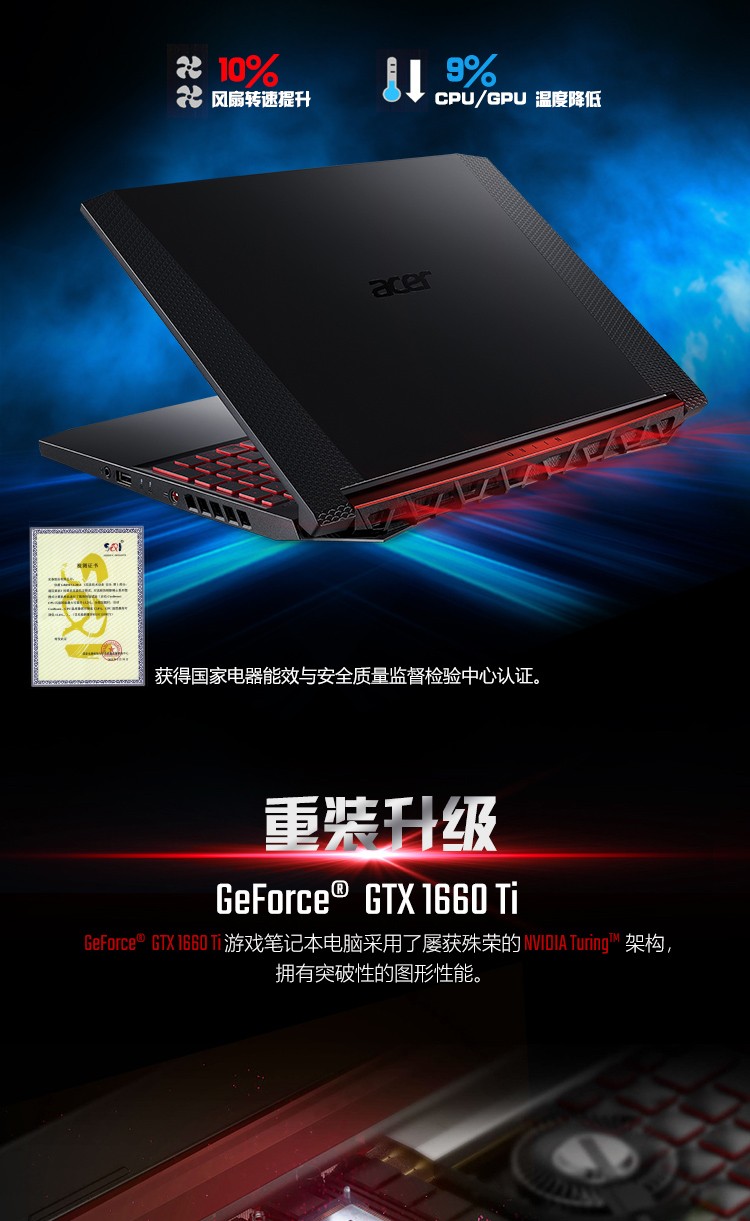 10%
风扇转速提升
9%
CPU/GPU 温度降低
acer
获得国家电器能效与安全质量监督检验中心认证。
重装升级
GeForce® GTX 1660 Ti
GeForce® GTX 1660 Ti 游戏笔记本电脑采用了屡获殊荣的 NVIDIA Turing™ 架构，
拥有突破性的图形性能。